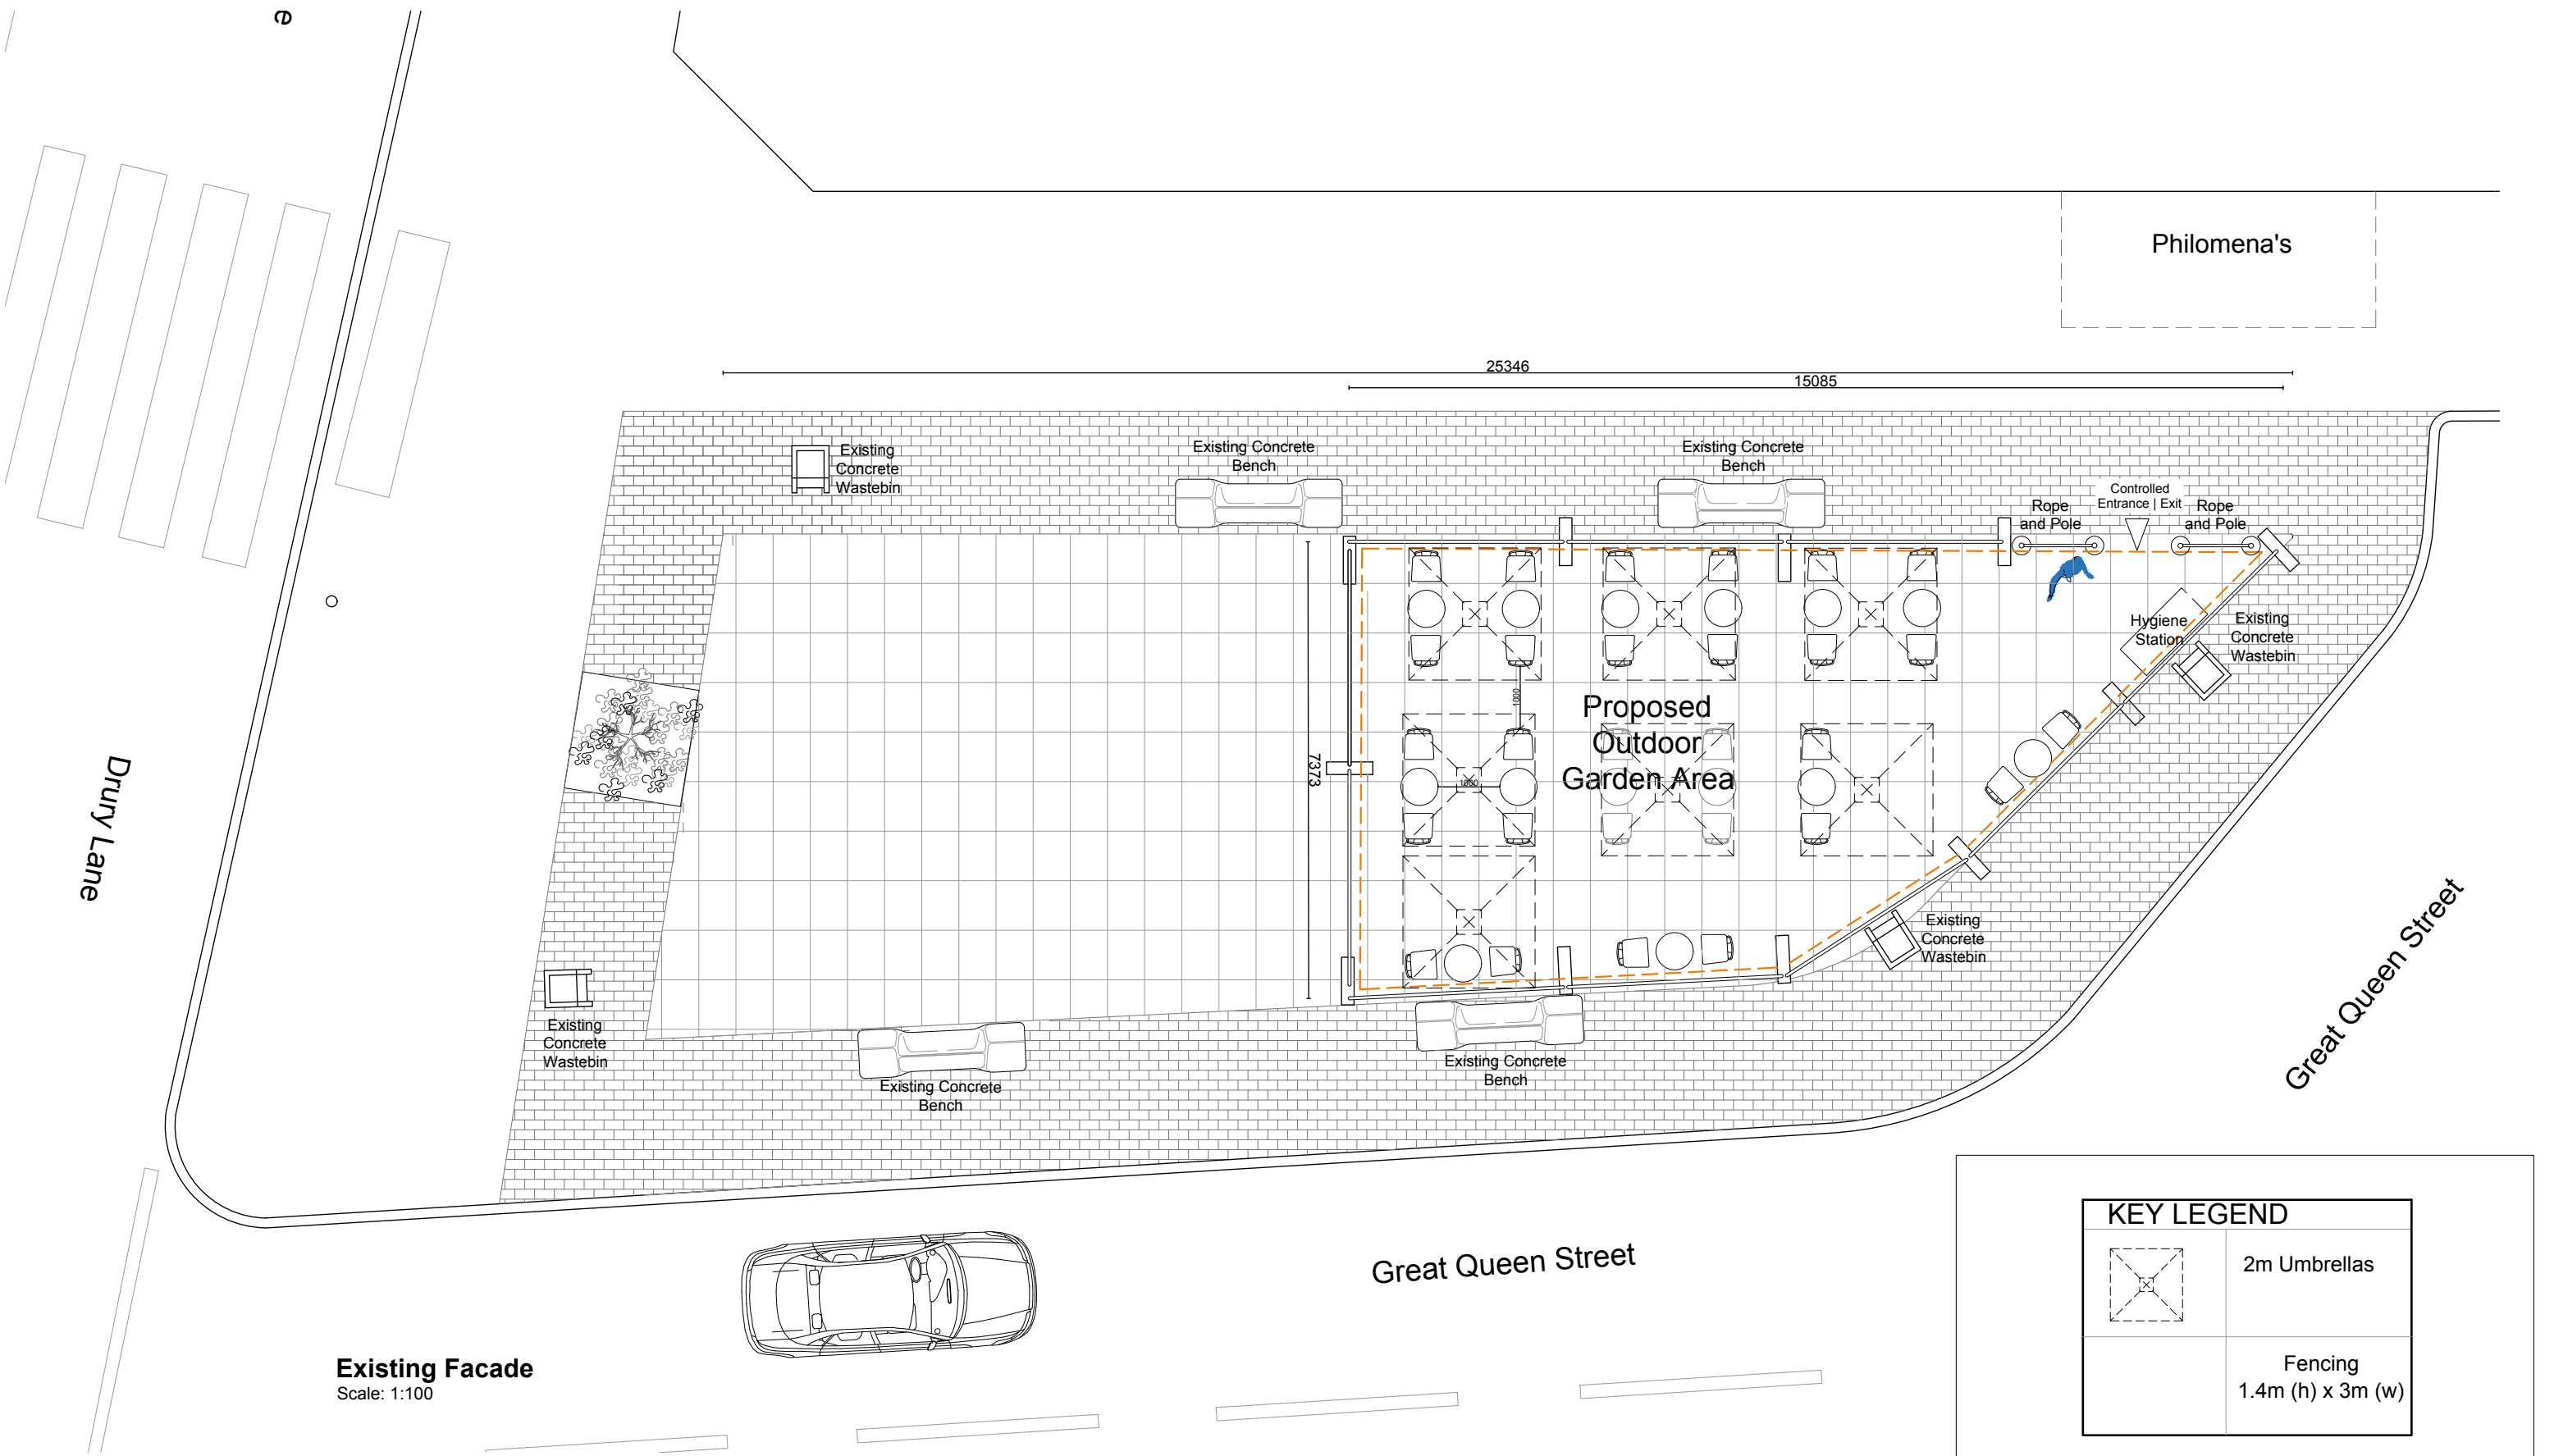 e
Philomena's
25346
15085
Existing
Concrete
Wastebin
Existing Concrete
Bench
Existing Concrete
Bench
Controlled
Entrance | Exit
Rope
and Pole
Rope
and Pole
Hygiene
Station
Existing
Concrete
Wastebin
1000
Proposed
Outdoor
Garden Area
7373
Drury Lane
Existing
Concrete
Wastebin
Existing
Concrete
Wastebin
Existing Concrete
Bench
Existing Concrete
Bench
Great Queen Street
Great Queen Street
KEY LEGEND
2m Umbrellas
Fencing
1.4m (h) x 3m (w)
Existing Facade
Scale: 1:100